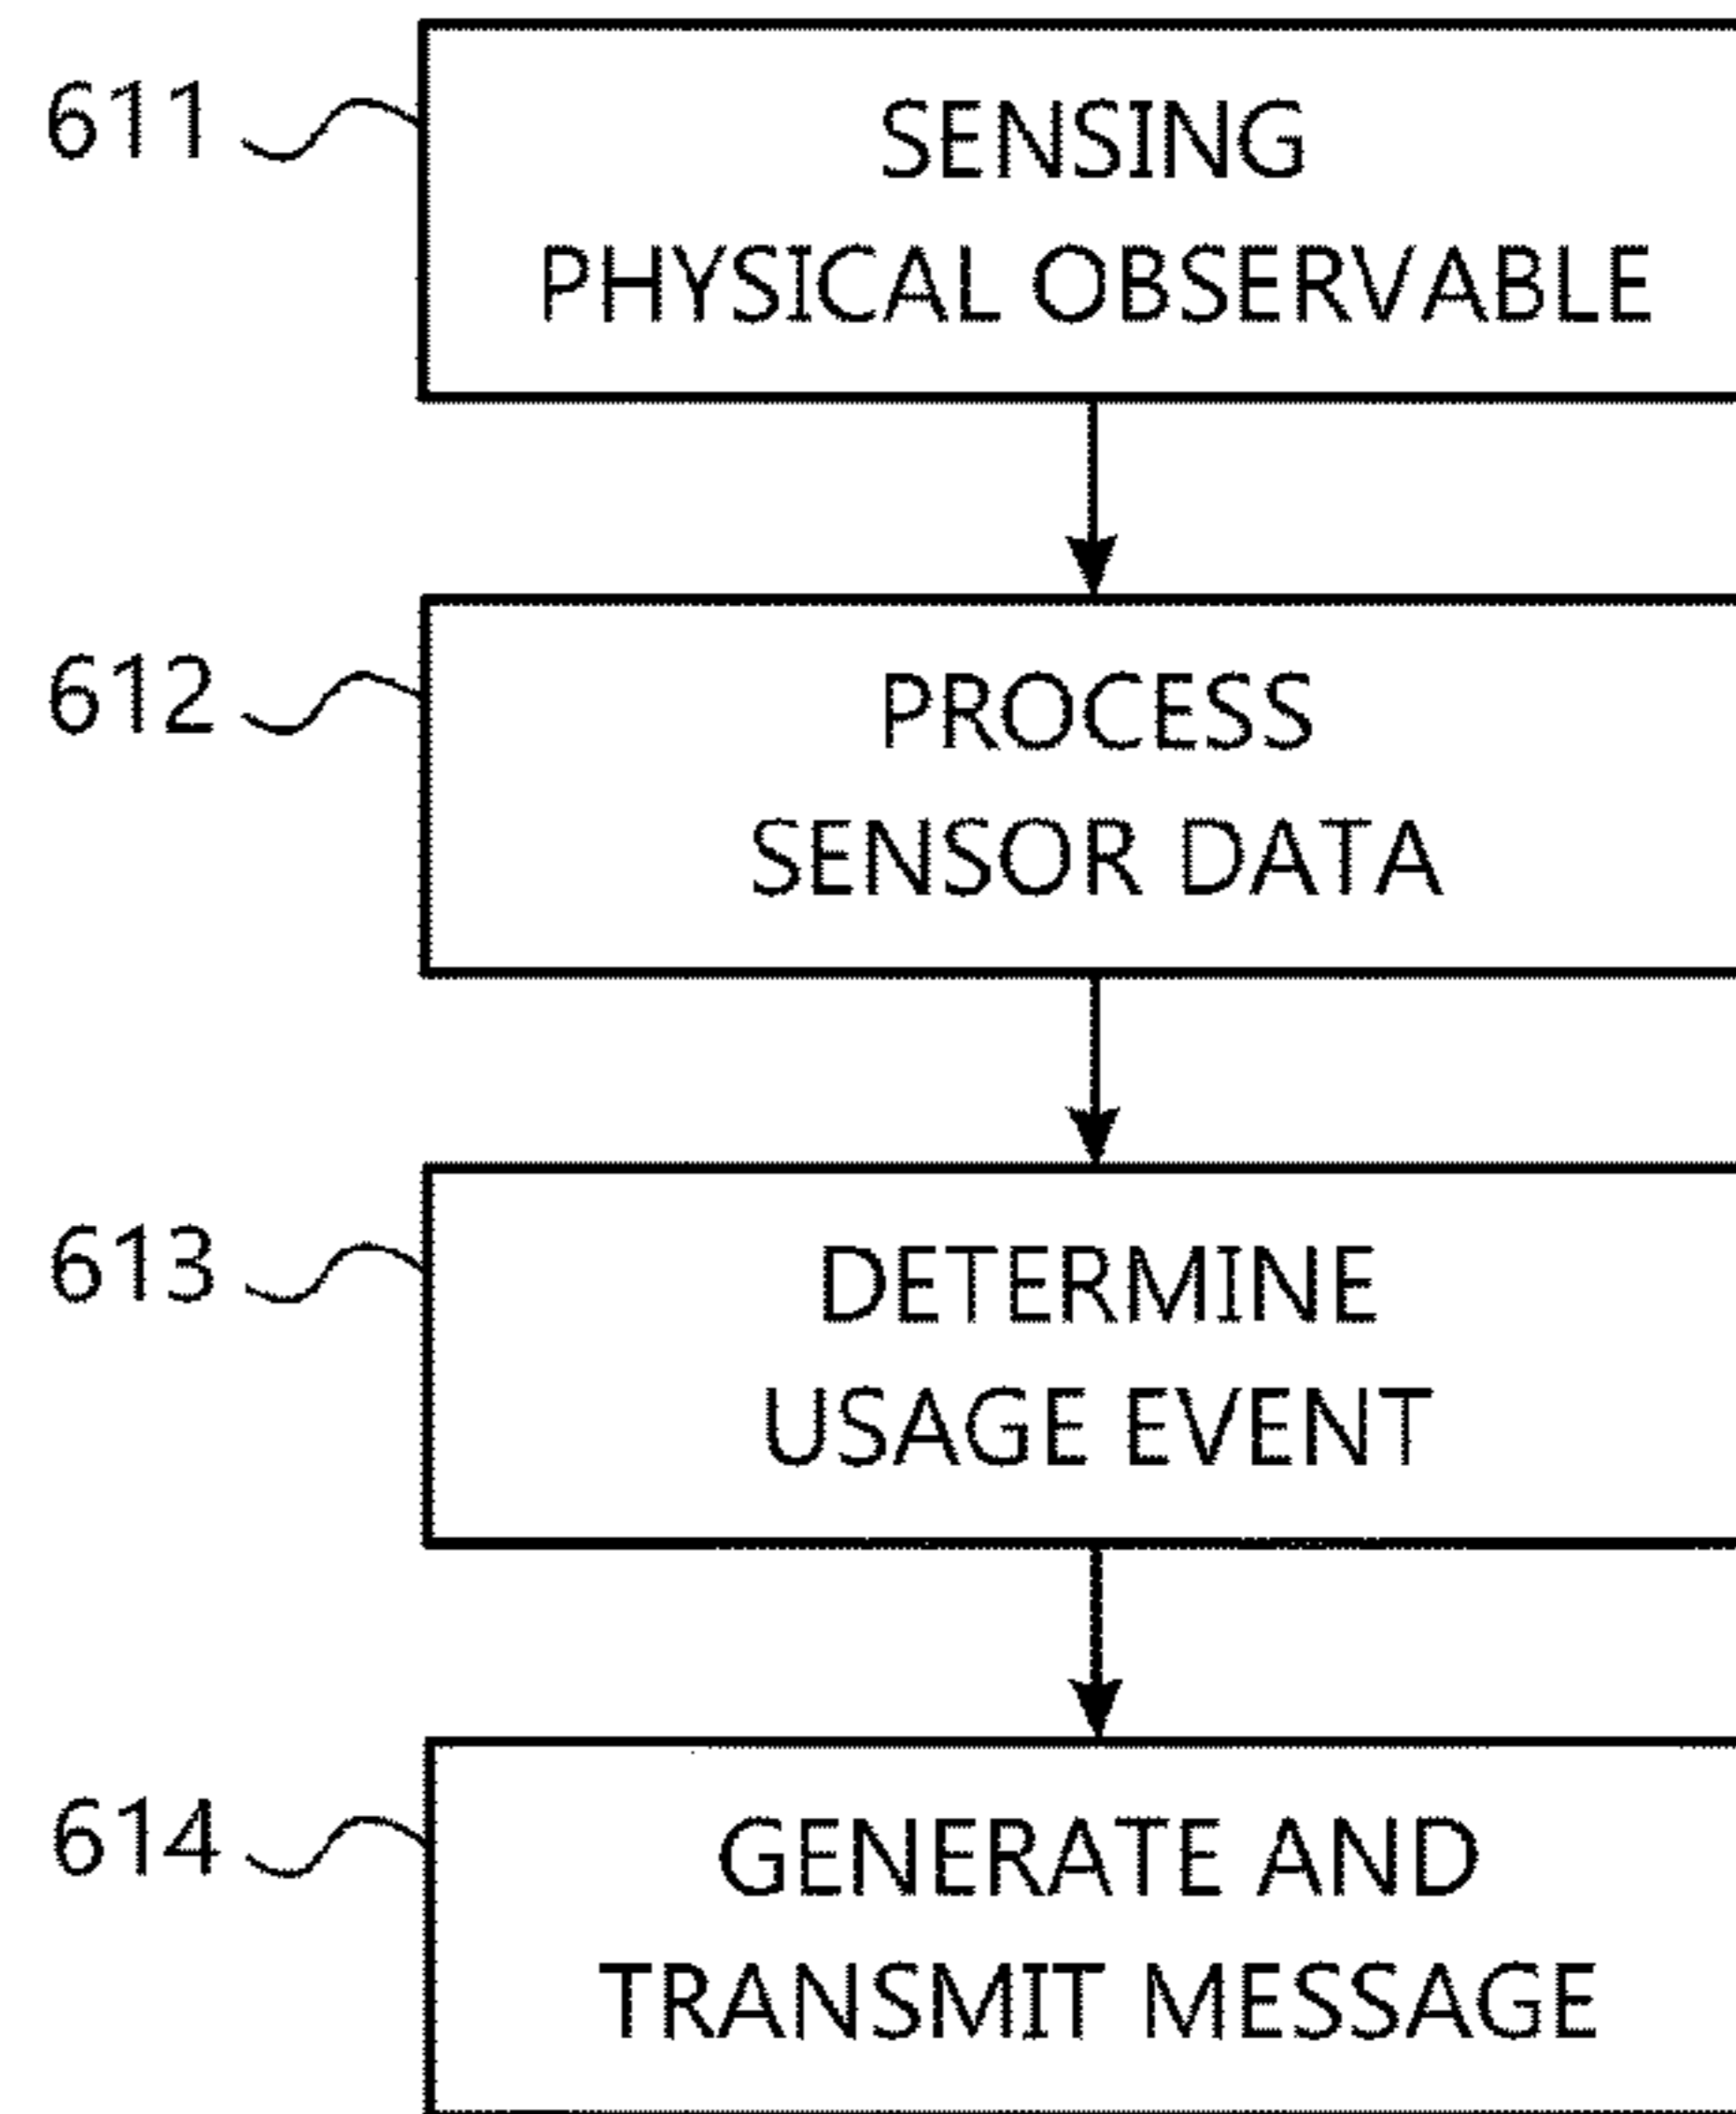 611
SENSING
PHYSICAL OBSERVABLE
612
PROCESS
SENSOR DATA
613
DETERMINE
USAGE EVENT
614
GENERATE AND
TRANSMIT MESSAGE